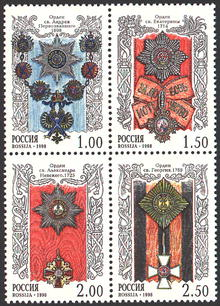 Орден
св. Андрея
Первозванного
1698
РОССИЯ 1.00
ROSSIJA · 1998
Орден
св. Екатерины
1714
РОССИЯ 1.50
ROSSIJA · 1998
Орден
св. Александра
Невского. 1725
РОССИЯ 2.00
ROSSIJA · 1998
Орден
св. Георгия. 1769
РОССИЯ 2.50
ROSSIJA · 1998